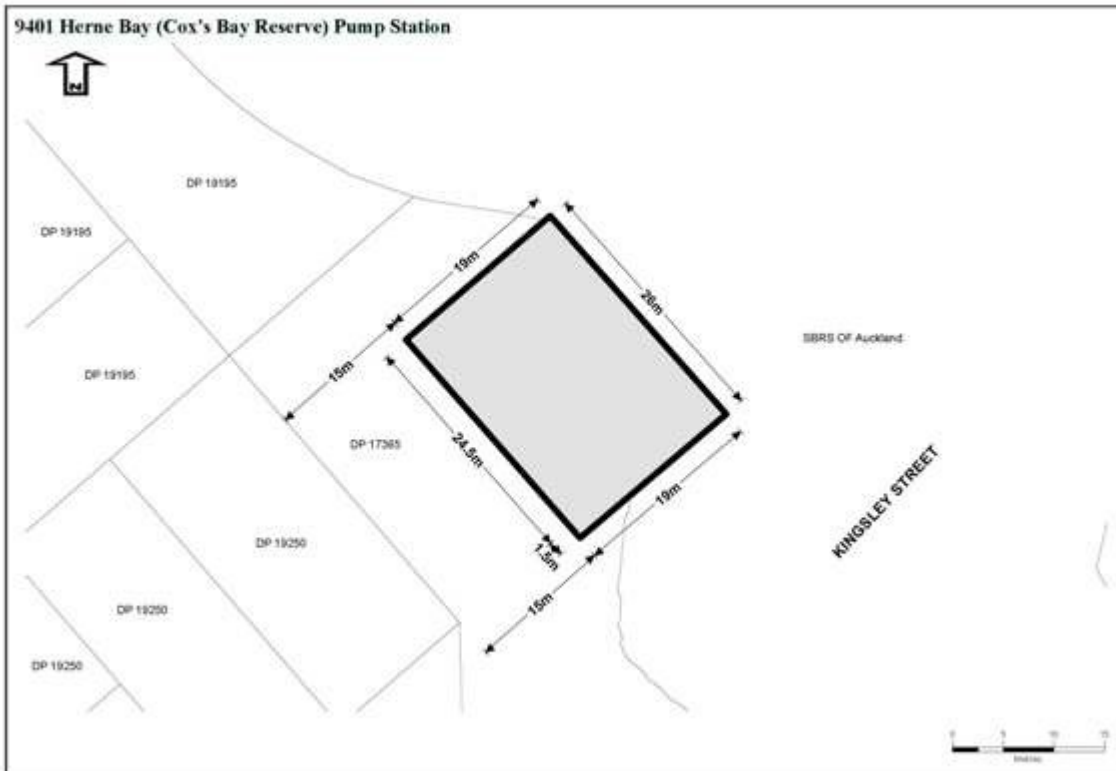 9401 Herne Bay (Cox's Bay Reserve) Pump Station
N
DP 19195
DP 19195
19m
26m
SBRS OF Auckland
15m
DP 19195
DP 17365
24.5m
KINGSLEY STREET
19m
DP 19250
1.5m
15m
DP 19250
DP 19250
0 5 10 15